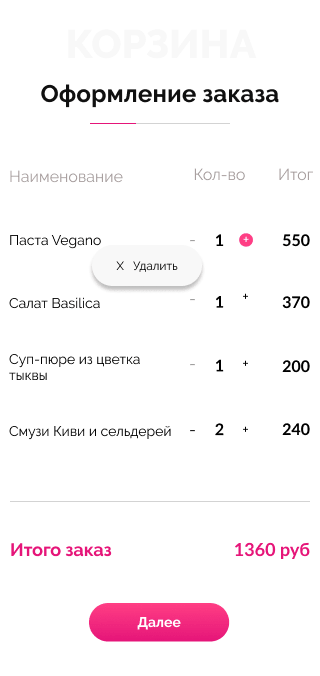 КОРЗИНА
Оформление заказа
Наименование Кол-во Итог
Паста Vegano - 1 + 550
X Удалить
Салат Basilica - 1 + 370
Суп-пюре из цветка
тыквы - 1 + 200
Смузи Киви и сельдерей - 2 + 240
Итого заказ 1360 руб
Далее